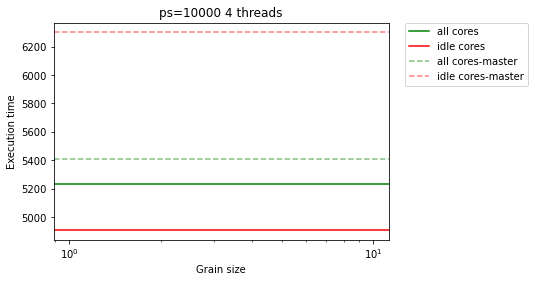 ps=10000 4 threads
all cores
idle cores
all cores-master
idle cores-master
Execution time
6200
6000
5800
5600
5400
5200
5000
10⁰
10¹
Grain size